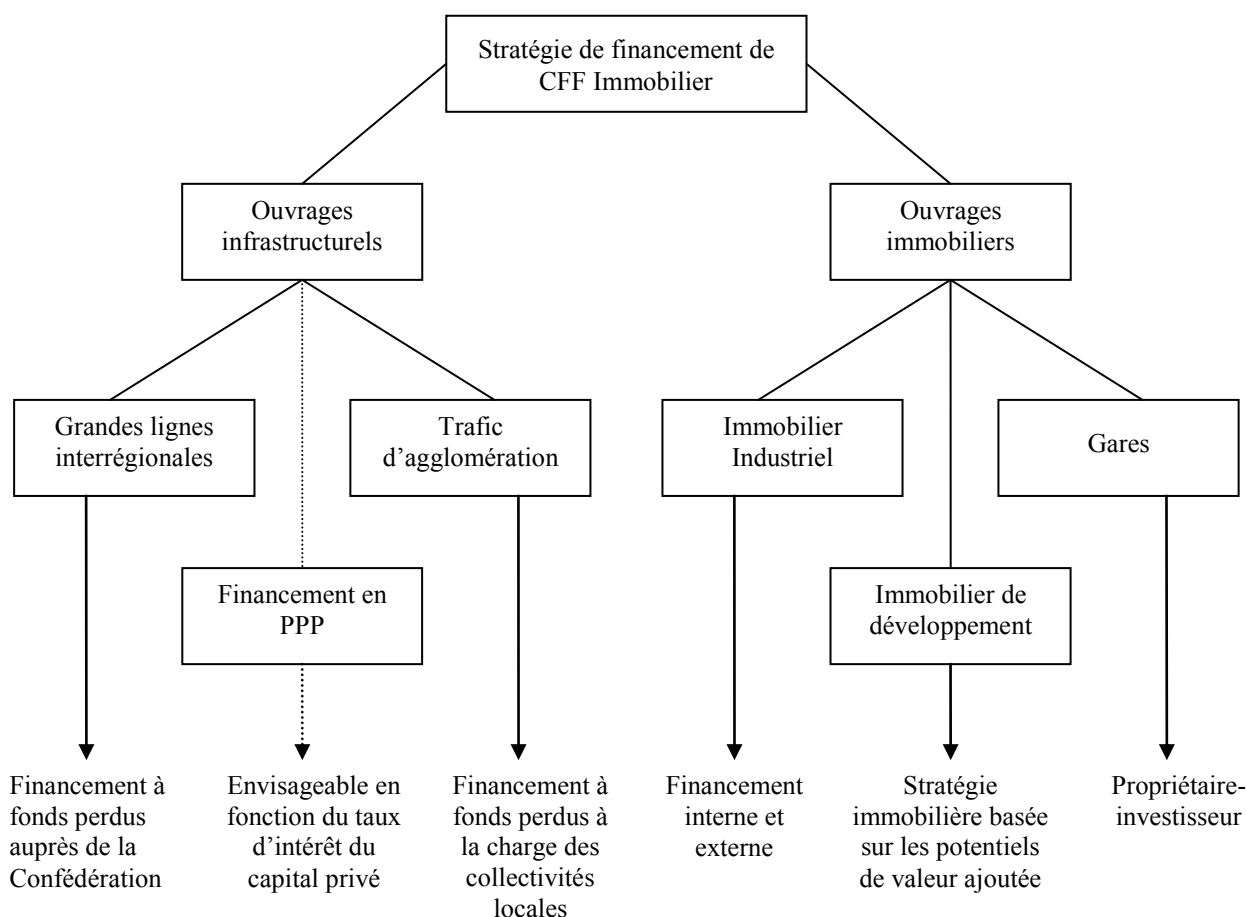 Stratégie de financement de
CFF Immobilier
Ouvrages
infrastructurels
Ouvrages
immobiliers
Grandes lignes
interrégionales
Trafic
d’agglomération
Immobilier
Industriel
Gares
Financement en
PPP
Immobilier de
développement
Financement à
fonds perdus
auprès de la
Confédération
Envisageable en
fonction du taux
d’intérêt du
capital privé
Financement à
fonds perdus à
la charge des
collectivités
locales
Financement
interne et
externe
Stratégie
immobilière basée
sur les potentiels
de valeur ajoutée
Propriétaire-
investisseur